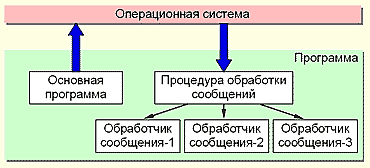 Операционная система
Программа
Основная
программа
Процедура обработки
сообщений
Обработчик
сообщения-1
Обработчик
сообщения-2
Обработчик
сообщения-3